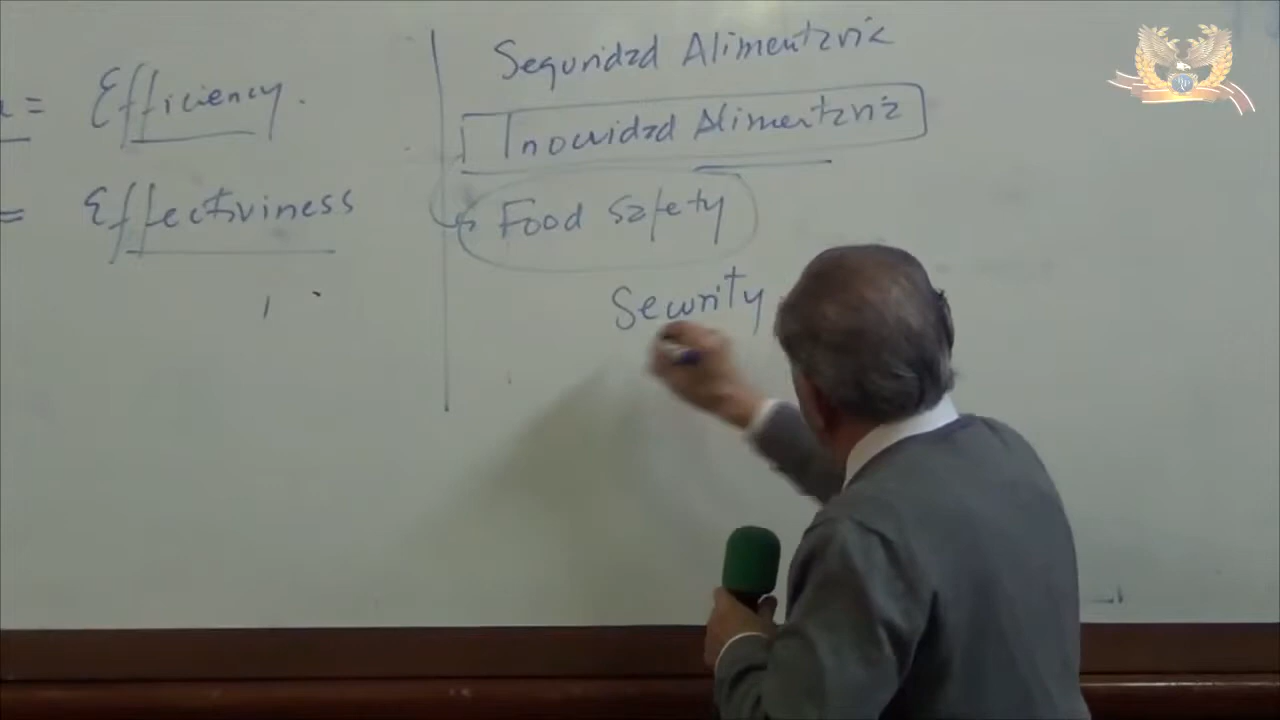 = Efficiency.
= Effectiviness
Seguridad Alimentaria
Inocuidad Alimentaria
Food safety
Security